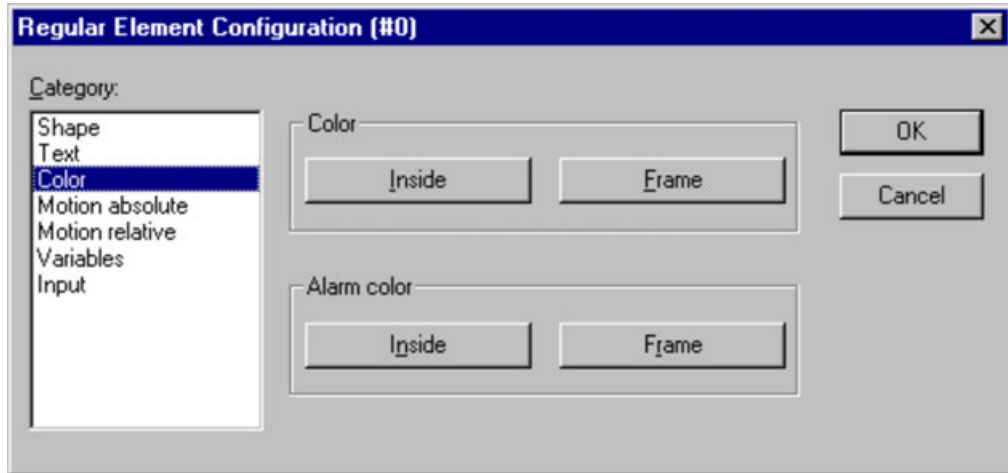 Regular Element Configuration (#0)
Category:
Shape
Text
Color
Motion absolute
Motion relative
Variables
Input
Color
Inside
Frame
Alarm color
Inside
Frame
OK
Cancel